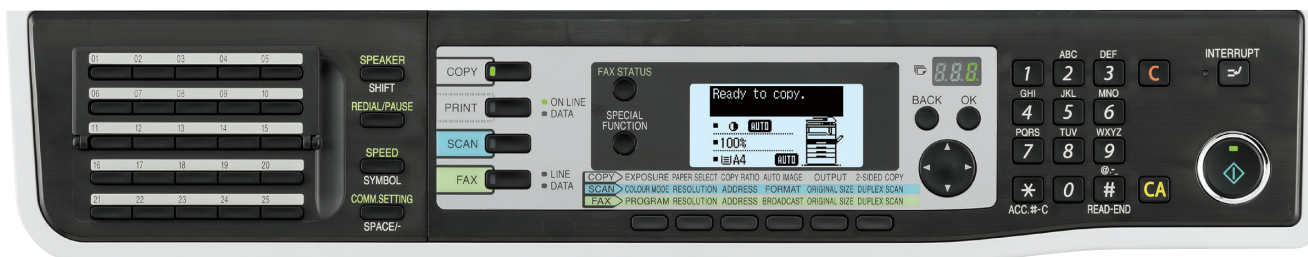 01 02 03 04 05
06 07 08 09 10
11 12 13 14 15
16 17 18 19 20
21 22 23 24 25
SPEAKER
SHIFT
REDIAL/PAUSE
SPEED
SYMBOL
COMM.SETTING
SPACE/-
COPY
PRINT
ON LINE
DATA
SCAN
FAX
LINE
DATA
FAX STATUS
SPECIAL
FUNCTION
Ready to copy.
AUTO
100%
A4 AUTO
COPY EXPOSURE PAPER SELECT COPY RATIO AUTO IMAGE OUTPUT 2-SIDED COPY
SCAN COLOUR MODE RESOLUTION ADDRESS FORMAT ORIGINAL SIZE DUPLEX SCAN
FAX PROGRAM RESOLUTION ADDRESS BROADCAST ORIGINAL SIZE DUPLEX SCAN
8.8.8.
BACK OK
ABC DEF
1 2 3 C
GHI JKL MNO
4 5 6
PQRS TUV WXYZ
7 8 9
@.-_
* 0 # CA
ACC.#-C READ-END
INTERRUPT